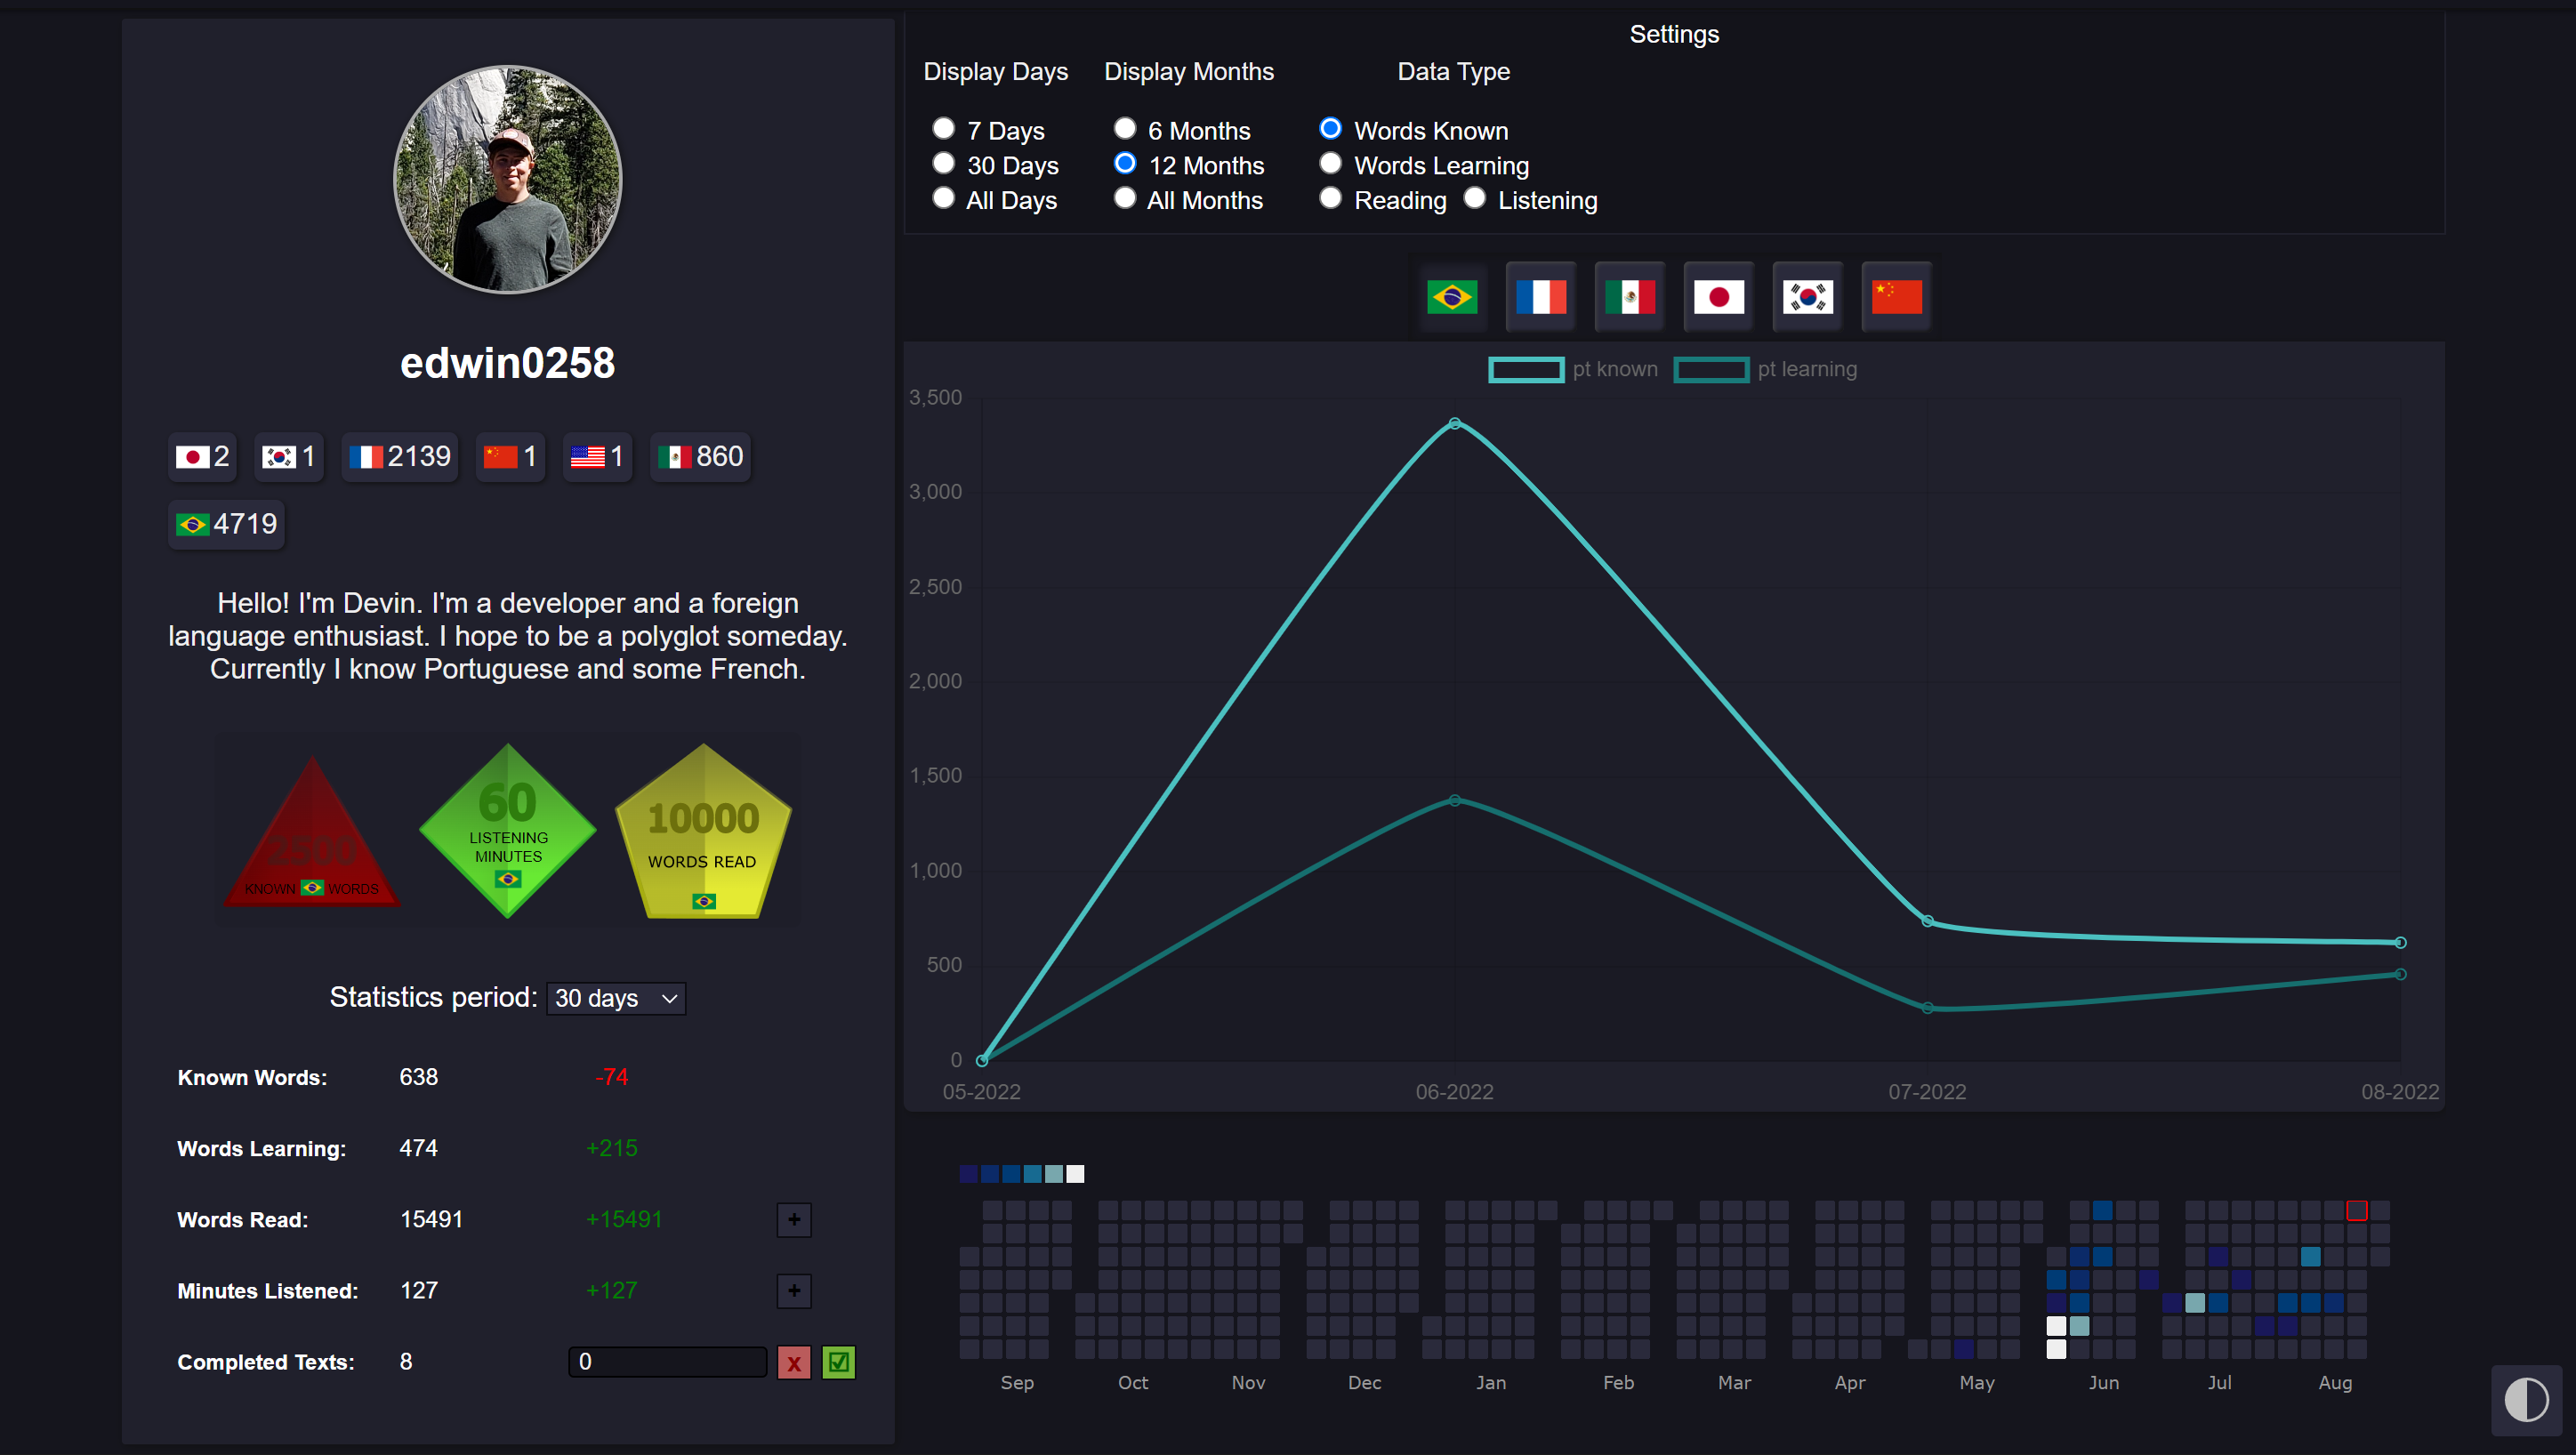 edwin0258
2
1
2139
1
1
860
4719
Hello! I'm Devin. I'm a developer and a foreign
language enthusiast. I hope to be a polyglot someday.
Currently I know Portuguese and some French.
2500
KNOWN WORDS
60
LISTENING
MINUTES
10000
WORDS READ
Statistics period: 30 days
Known Words: 638 -74
Words Learning: 474 +215
Words Read: 15491 +15491 +
Minutes Listened: 127 +127 +
Completed Texts: 8 0 x
Settings
Display Days Display Months Data Type
7 Days 6 Months Words Known
30 Days 12 Months Words Learning
All Days All Months Reading Listening
pt known pt learning
3,500
3,000
2,500
2,000
1,500
1,000
500
0
05-2022 06-2022 07-2022 08-2022
Sep Oct Nov Dec Jan Feb Mar Apr May Jun Jul Aug